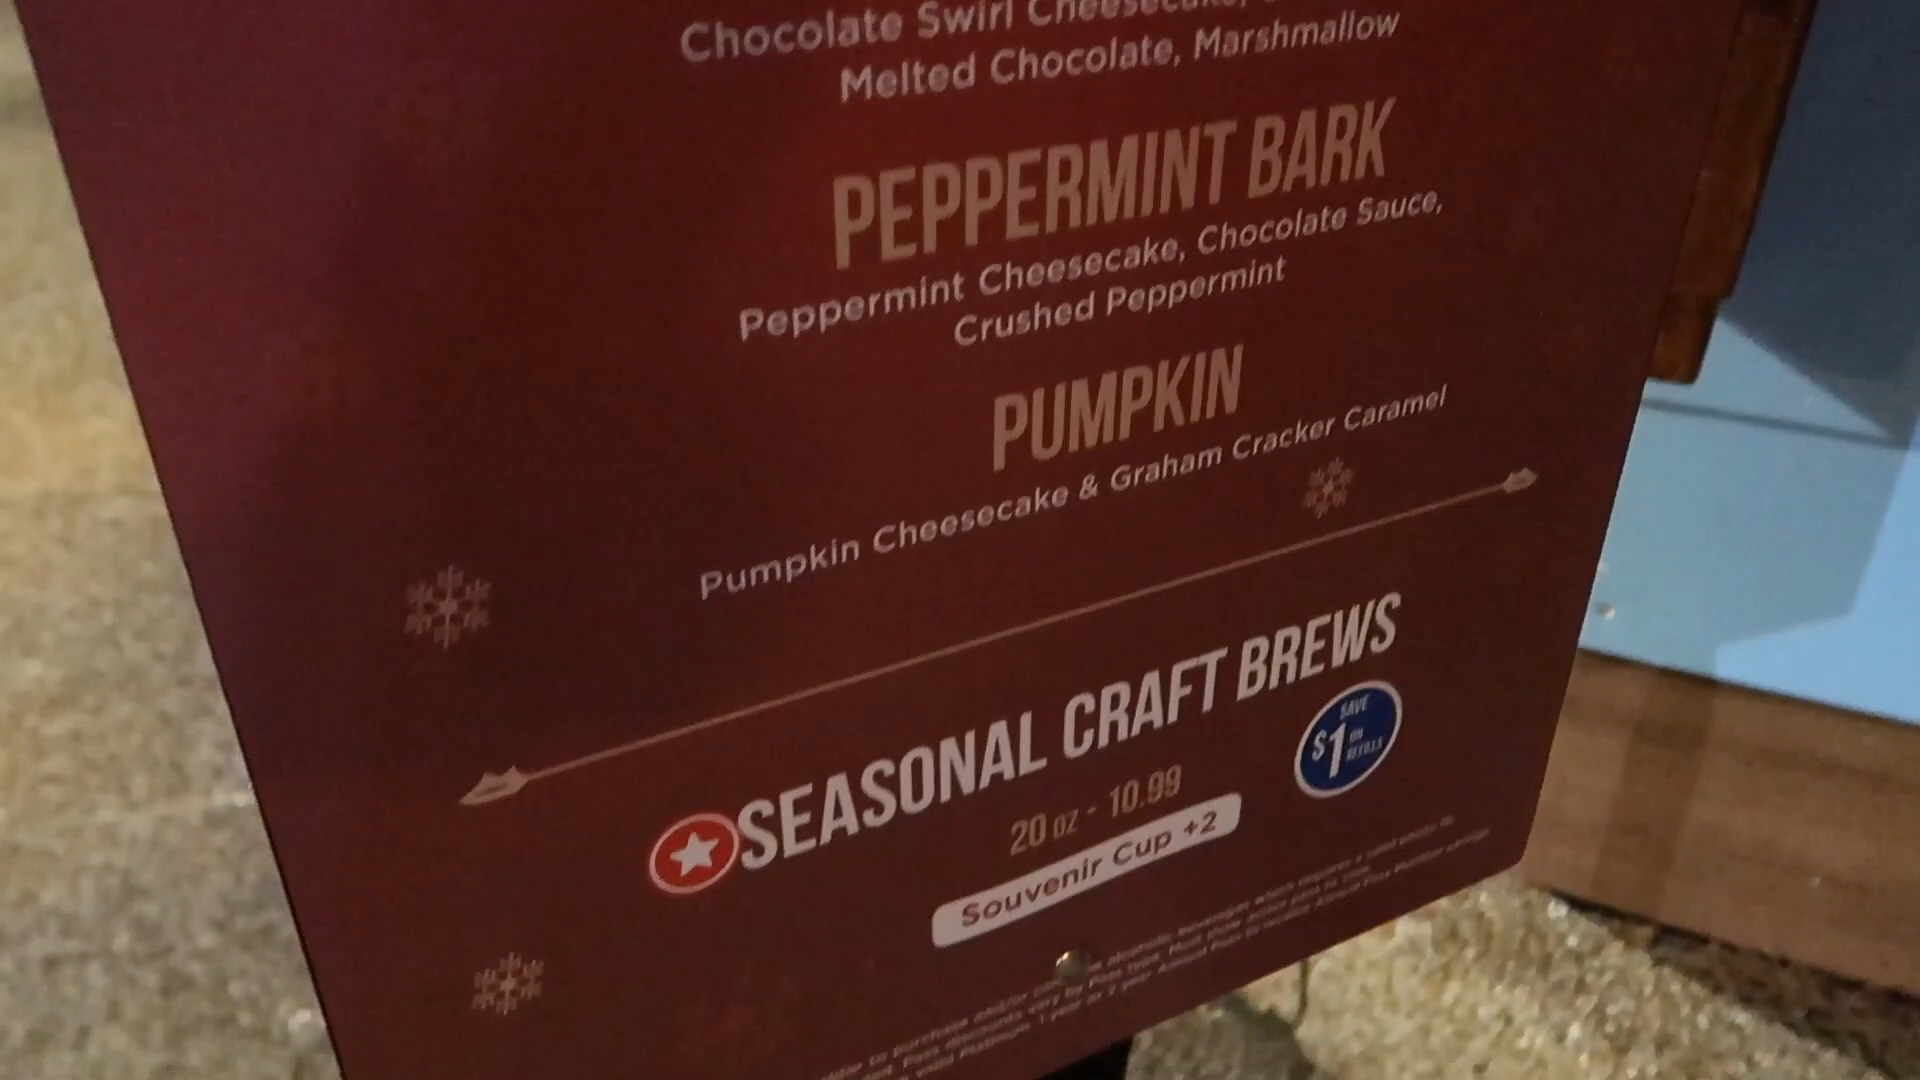 Chocolate Swirl Cheesecake,
Melted Chocolate, Marshmallow
PEPPERMINT BARK
Peppermint Cheesecake, Chocolate Sauce,
Crushed Peppermint
PUMPKIN
Pumpkin Cheesecake & Graham Cracker Caramel
SEASONAL CRAFT BREWS
SAVE
$1 ON
REFILLS
20 oz - 10.99
Souvenir Cup +2